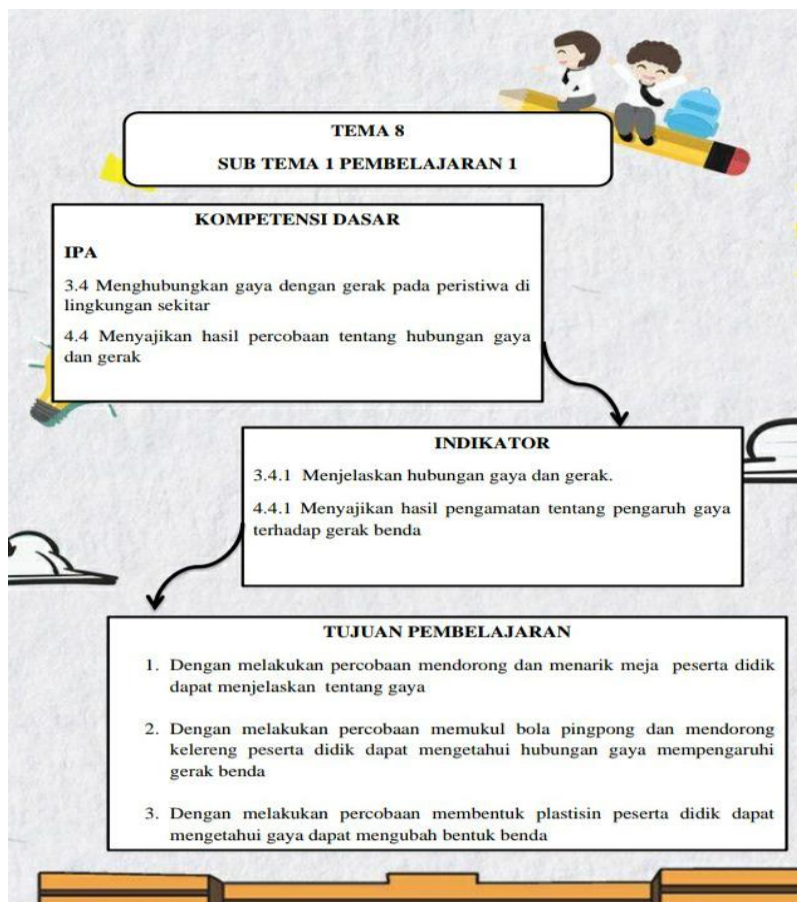 TEMA 8
SUB TEMA 1 PEMBELAJARAN 1
KOMPETENSI DASAR
IPA
3.4 Menghubungkan gaya dengan gerak pada peristiwa di
lingkungan sekitar
4.4 Menyajikan hasil percobaan tentang hubungan gaya
dan gerak
INDIKATOR
3.4.1 Menjelaskan hubungan gaya dan gerak.
4.4.1 Menyajikan hasil pengamatan tentang pengaruh gaya
terhadap gerak benda
TUJUAN PEMBELAJARAN
1. Dengan melakukan percobaan mendorong dan menarik meja peserta didik
dapat menjelaskan tentang gaya
2. Dengan melakukan percobaan memukul bola pingpong dan mendorong
kelereng peserta didik dapat mengetahui hubungan gaya mempengaruhi
gerak benda
3. Dengan melakukan percobaan membentuk plastisin peserta didik dapat
mengetahui gaya dapat mengubah bentuk benda